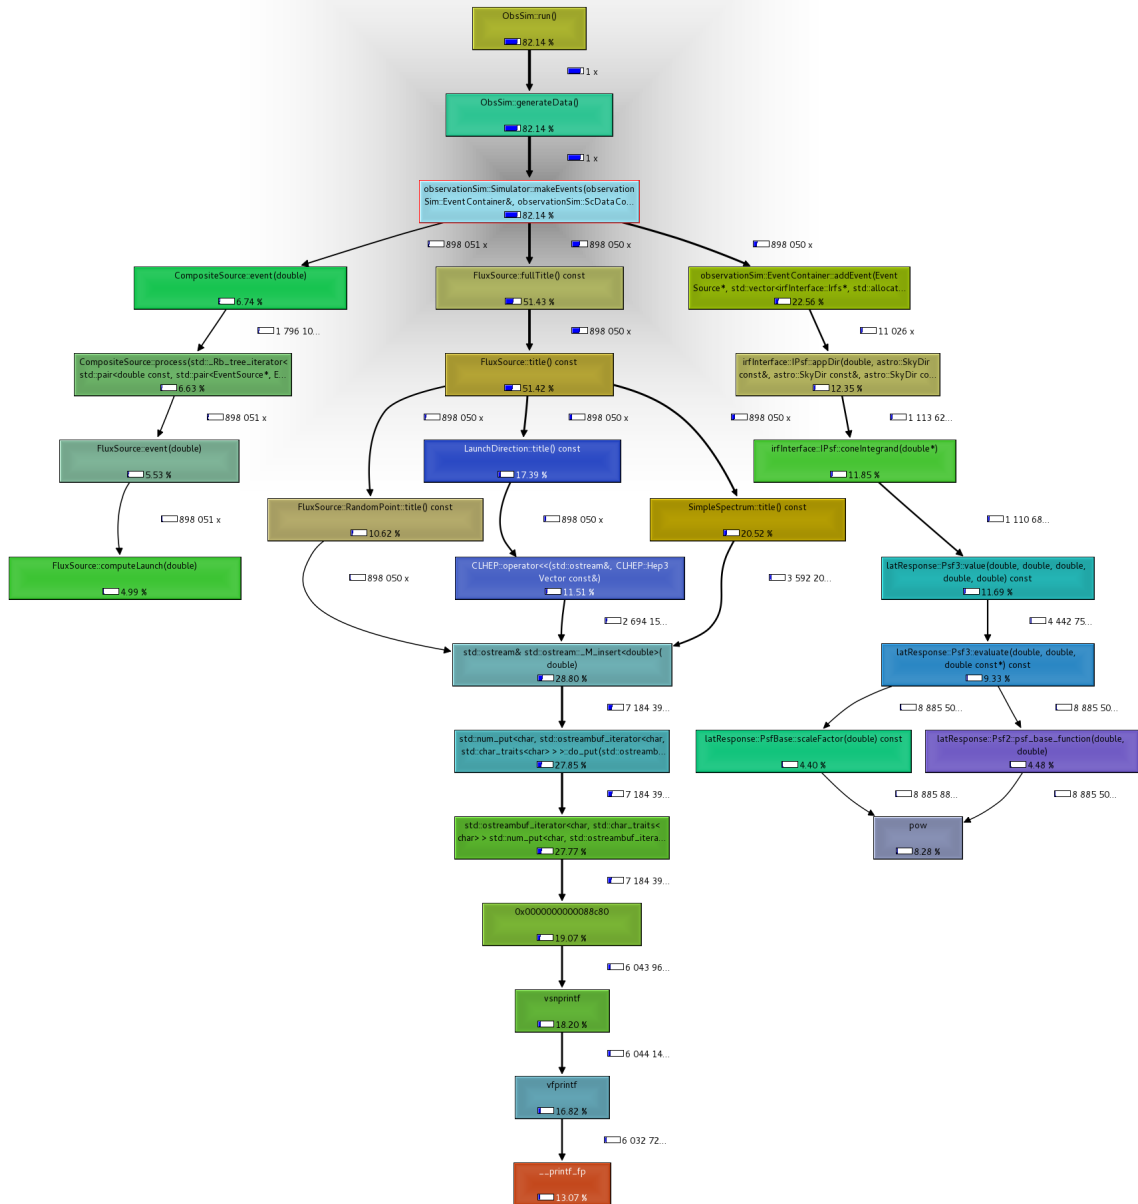 ObsSim::run()
82.14 %
1 x
ObsSim::generateData()
82.14 %
1 x
observationSim::Simulator::makeEvents(observation
Sim::EventContainer&, observationSim::ScDataCo...
82.14 %
898 051 x
898 050 x
898 050 x
CompositeSource::event(double)
6.74 %
FluxSource::fullTitle() const
51.43 %
observationSim::EventContainer::addEvent(Event
Source*, std::vector<irfInterface::Irfs*, std::allocat...
22.56 %
1 796 10...
898 050 x
11 026 x
CompositeSource::process(std::_Rb_tree_iterator<
std::pair<double const, std::pair<EventSource*, E...
6.63 %
FluxSource::title() const
51.42 %
irfInterface::IPsf::appDir(double, astro::SkyDir
const&, astro::SkyDir const&, astro::SkyDir co...
12.35 %
898 051 x
898 050 x
898 050 x
898 050 x
1 113 62...
FluxSource::event(double)
5.53 %
LaunchDirection::title() const
17.39 %
irfInterface::IPsf::coneIntegrand(double*)
11.85 %
898 051 x
FluxSource::RandomPoint::title() const
10.62 %
898 050 x
SimpleSpectrum::title() const
20.52 %
1 110 68...
FluxSource::computeLaunch(double)
4.99 %
898 050 x
CLHEP::operator<<(std::ostream&, CLHEP::Hep3
Vector const&)
11.51 %
3 592 20...
latResponse::Psf3::value(double, double, double,
double, double) const
11.69 %
2 694 15...
4 442 75...
std::ostream& std::ostream::_M_insert<double>(
double)
28.80 %
latResponse::Psf3::evaluate(double, double,
double const*) const
9.33 %
7 184 39...
8 885 50...
8 885 50...
std::num_put<char, std::ostreambuf_iterator<char,
std::char_traits<char> > >::do_put(std::ostreamb...
27.85 %
latResponse::PsfBase::scaleFactor(double) const
4.40 %
latResponse::Psf2::psf_base_function(double,
double)
4.48 %
7 184 39...
8 885 88...
8 885 50...
std::ostreambuf_iterator<char, std::char_traits<
char> > std::num_put<char, std::ostreambuf_itera...
27.77 %
pow
8.28 %
7 184 39...
0x0000000000088c80
19.07 %
6 043 96...
vsnprintf
18.20 %
6 044 14...
vfprintf
16.82 %
6 032 72...
__printf_fp
13.07 %